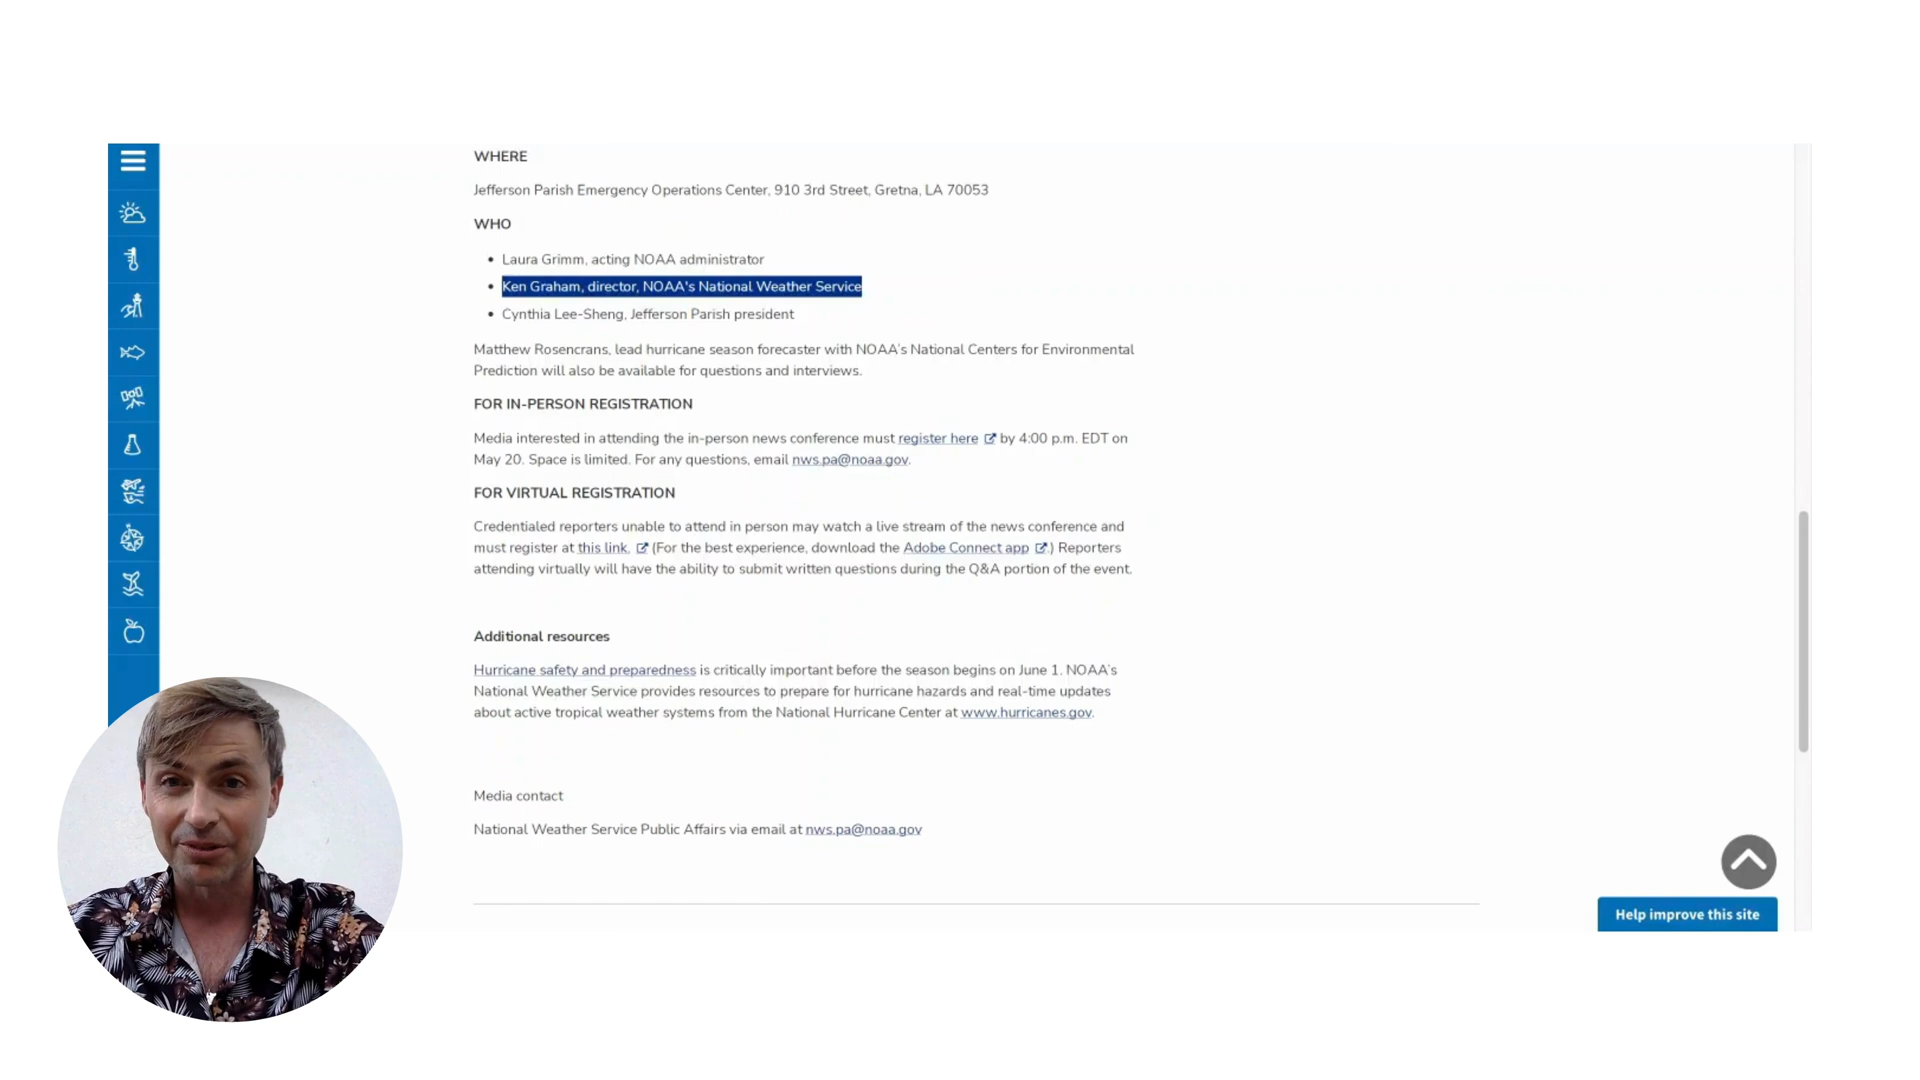 WHERE
Jefferson Parish Emergency Operations Center, 910 3rd Street, Gretna, LA 70053
WHO
• Laura Grimm, acting NOAA administrator
• Ken Graham, director, NOAA's National Weather Service
• Cynthia Lee-Sheng, Jefferson Parish president
Matthew Rosencrans, lead hurricane season forecaster with NOAA's National Centers for Environmental
Prediction will also be available for questions and interviews.
FOR IN-PERSON REGISTRATION
Media interested in attending the in-person news conference must register here by 4:00 p.m. EDT on
May 20. Space is limited. For any questions, email nws.pa@noaa.gov.
FOR VIRTUAL REGISTRATION
Credentialed reporters unable to attend in person may watch a live stream of the news conference and
must register at this link. (For the best experience, download the Adobe Connect app.) Reporters
attending virtually will have the ability to submit written questions during the Q&A portion of the event.
Additional resources
Hurricane safety and preparedness is critically important before the season begins on June 1. NOAA's
National Weather Service provides resources to prepare for hurricane hazards and real-time updates
about active tropical weather systems from the National Hurricane Center at www.hurricanes.gov.
Media contact
National Weather Service Public Affairs via email at nws.pa@noaa.gov
Help improve this site